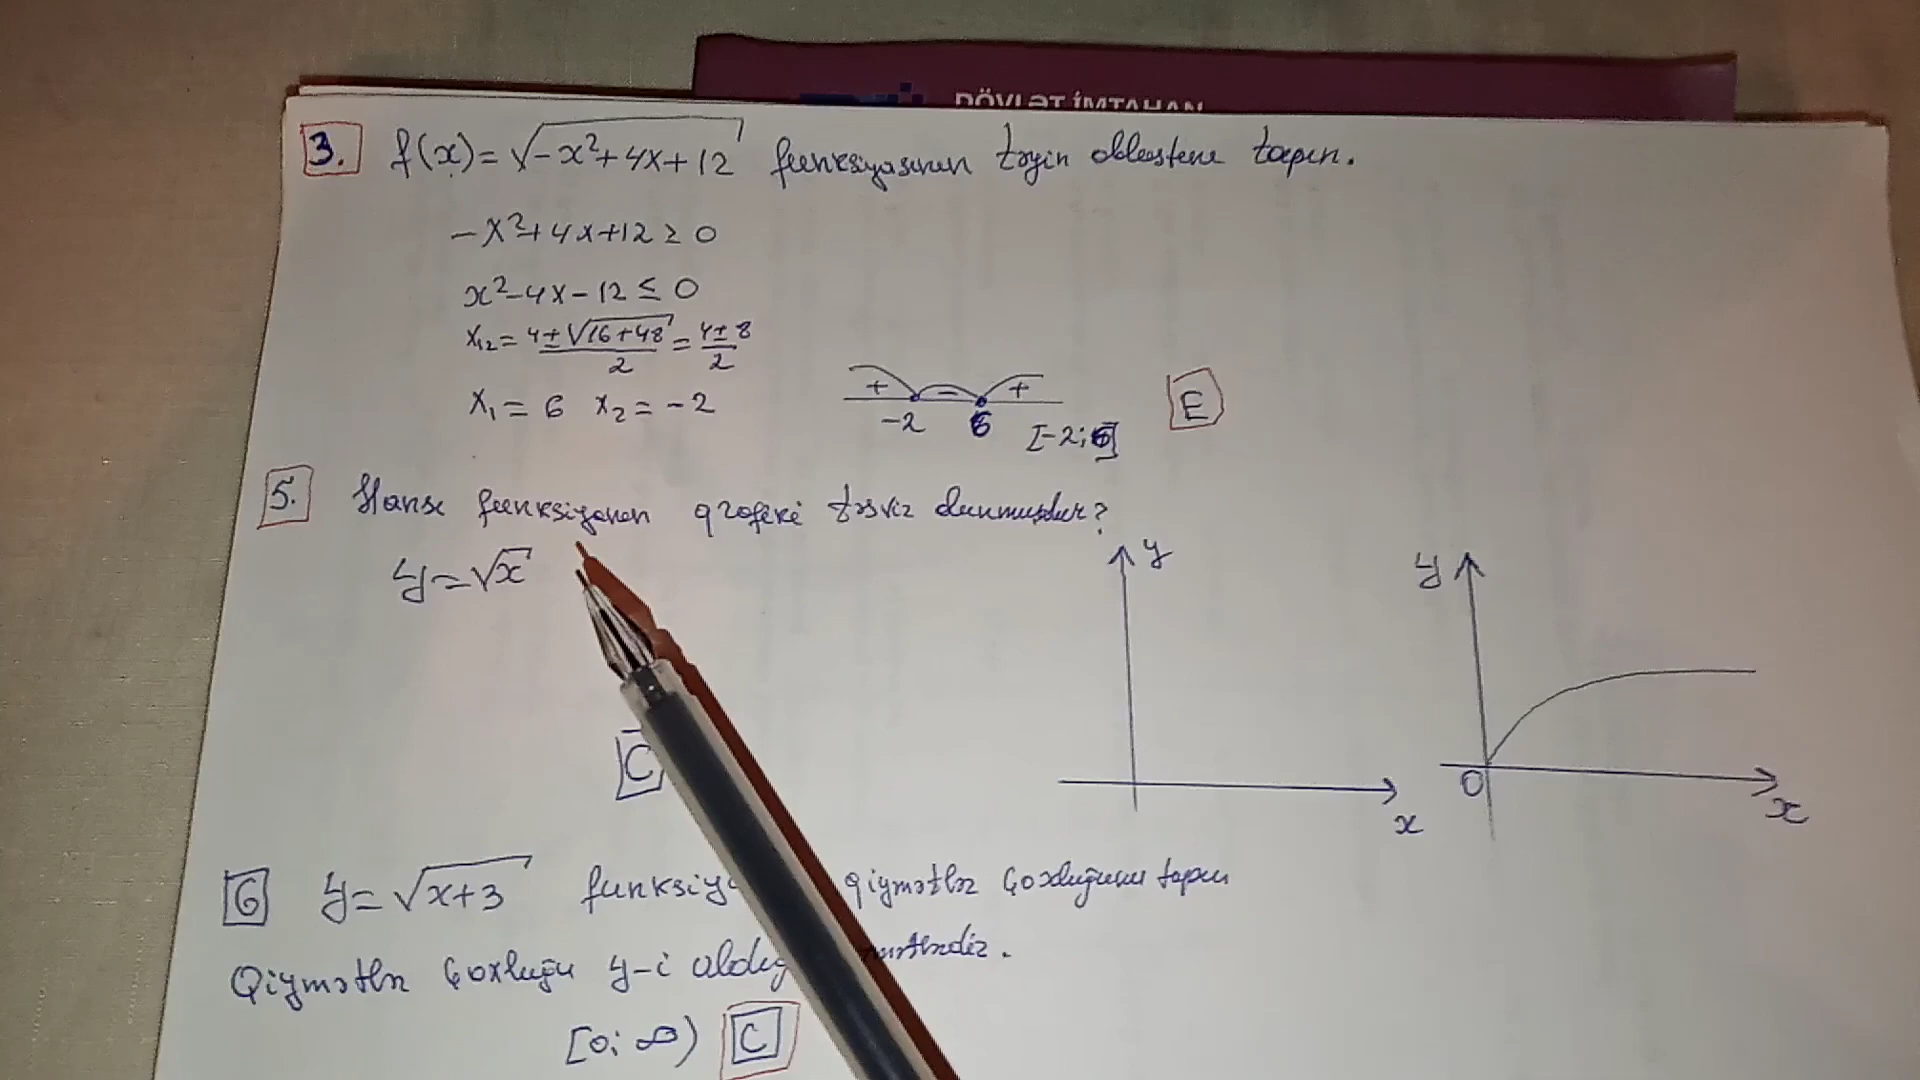 DÖVLƏT İMTAHAN
3. f(x)=√-x²+4x+12 funksiyasının təyin oblastını tapın.
-x²+4x+12≥0
x²-4x-12≤0
x₁₂=4±√16+48/2=4±8/2
x₁=6 x₂=-2
+ - +
-2 6
[-2;6]
E
5. Hansı funksiyanın qrafiki təsvir olunmuşdur?
y=√x
y
x
y
0
x
C
6 y=√x+3 funksiya qiymətlər çoxluğunu tapın
Qiymətlər çoxluğu y-i aldığ
[0;∞) C